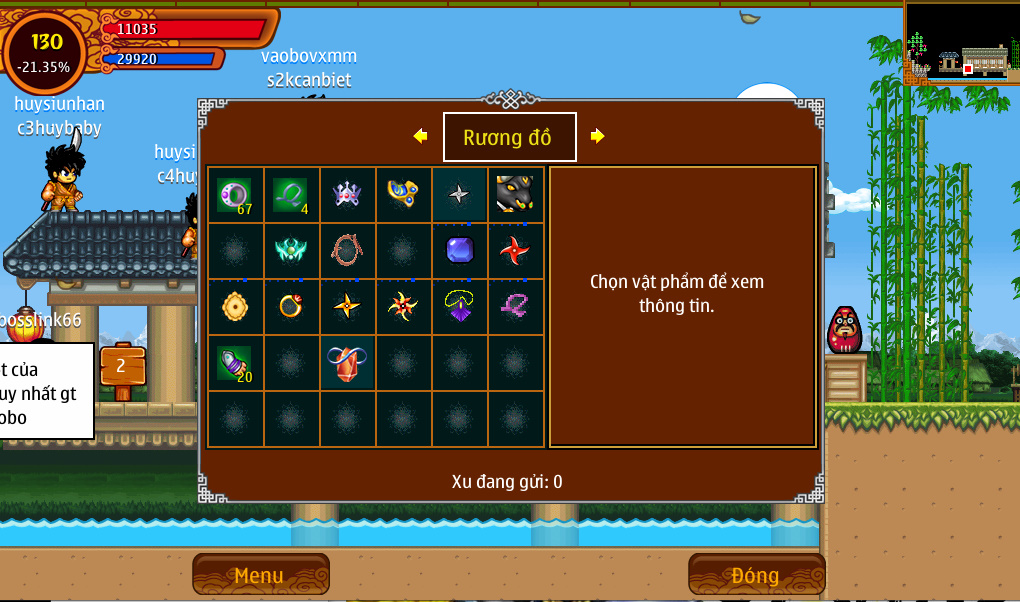 130
-21.35%
11035
29920
vaobovxmm
s2kcanbiet
huysiunhan
c3huybaby
huysi
c4hu
Rương đồ
67
4
20
Chọn vật phẩm để xem
thông tin.
bosslink66
2
t của
uy nhất gt
obo
Xu đang gửi: 0
Menu
Đóng